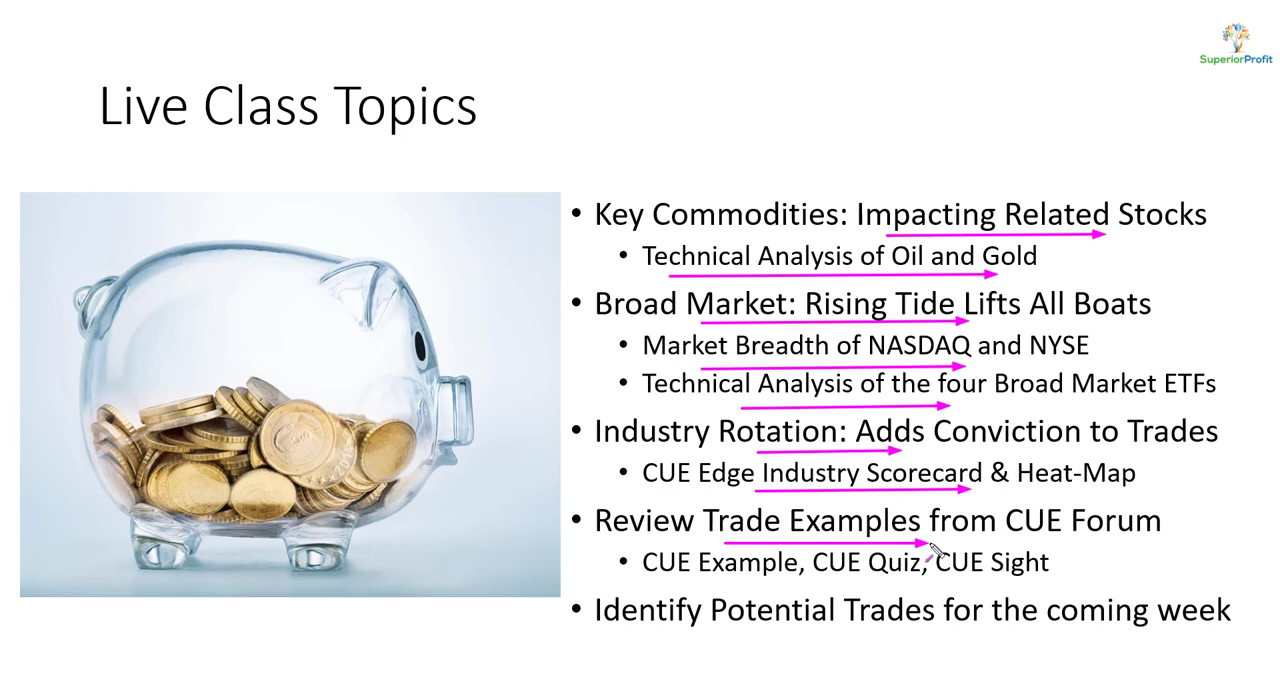 SuperiorProfit
Live Class Topics
• Key Commodities: Impacting Related Stocks
• Technical Analysis of Oil and Gold
• Broad Market: Rising Tide Lifts All Boats
• Market Breadth of NASDAQ and NYSE
• Technical Analysis of the four Broad Market ETFs
• Industry Rotation: Adds Conviction to Trades
• CUE Edge Industry Scorecard & Heat-Map
• Review Trade Examples from CUE Forum
• CUE Example, CUE Quiz, CUE Sight
• Identify Potential Trades for the coming week